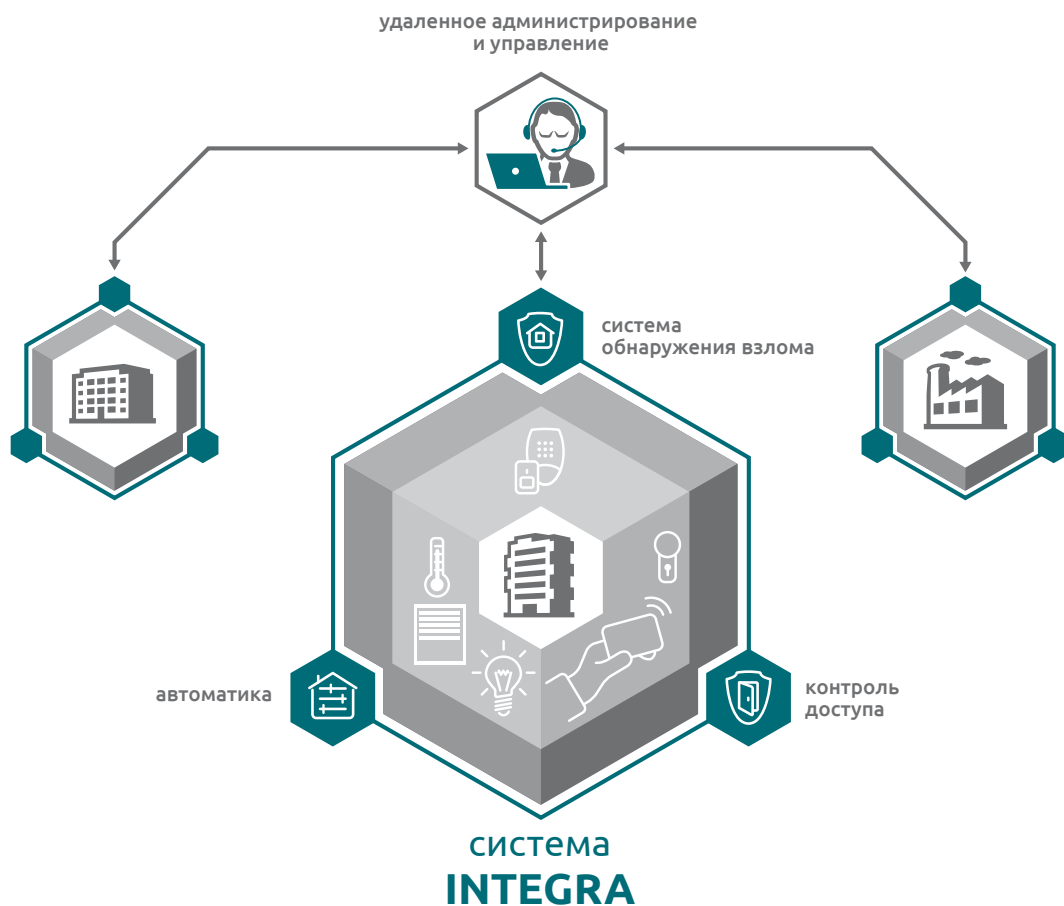 удаленное администрирование
и управление
система
обнаружения взлома
автоматика
контроль
доступа
система
INTEGRA